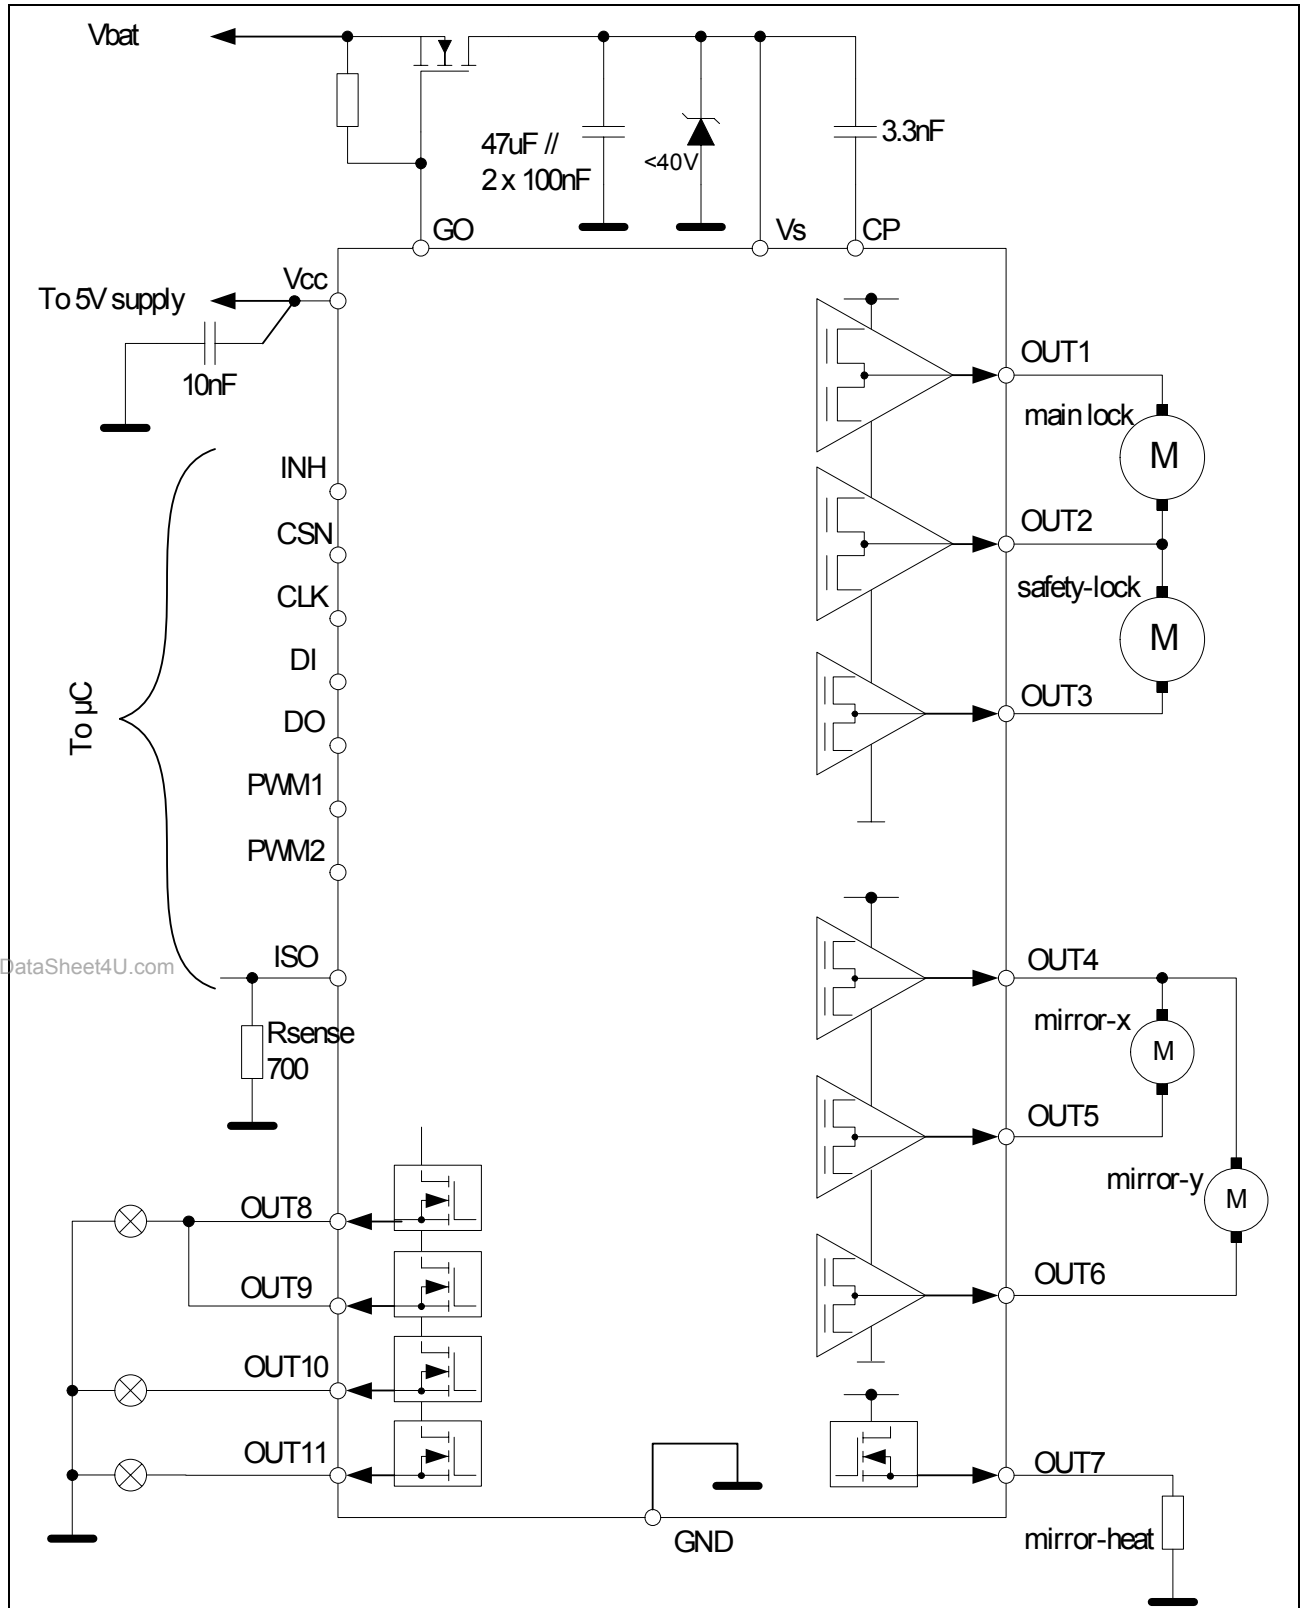 Vbat
47uF //
2 x 100nF
<40V
3.3nF
GO
Vs
CP
Vcc
To 5V supply
10nF
INH
CSN
CLK
DI
DO
PWM1
PWM2
To µC
ISO
DataSheet4U.com
Rsense
700
OUT8
OUT9
OUT10
OUT11
GND
OUT1
main lock
M
OUT2
safety-lock
M
OUT3
OUT4
mirror-x
M
OUT5
mirror-y
M
OUT6
OUT7
mirror-heat